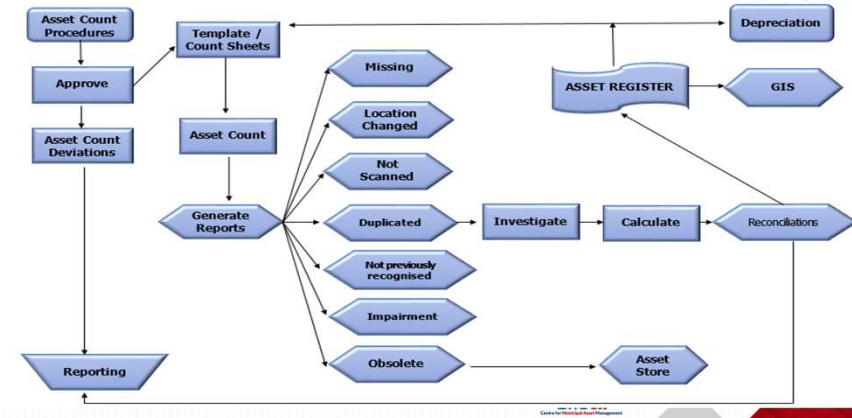 Asset Count
Procedures
Template /
Count Sheets
Depreciation
Approve
Missing
ASSET REGISTER
GIS
Asset Count
Deviations
Asset Count
Location
Changed
Not
Scanned
Generate
Reports
Duplicated
Investigate
Calculate
Reconciliations
Not previously
recognised
Impairment
Reporting
Obsolete
Asset
Store
Centre for Municipal Asset Management